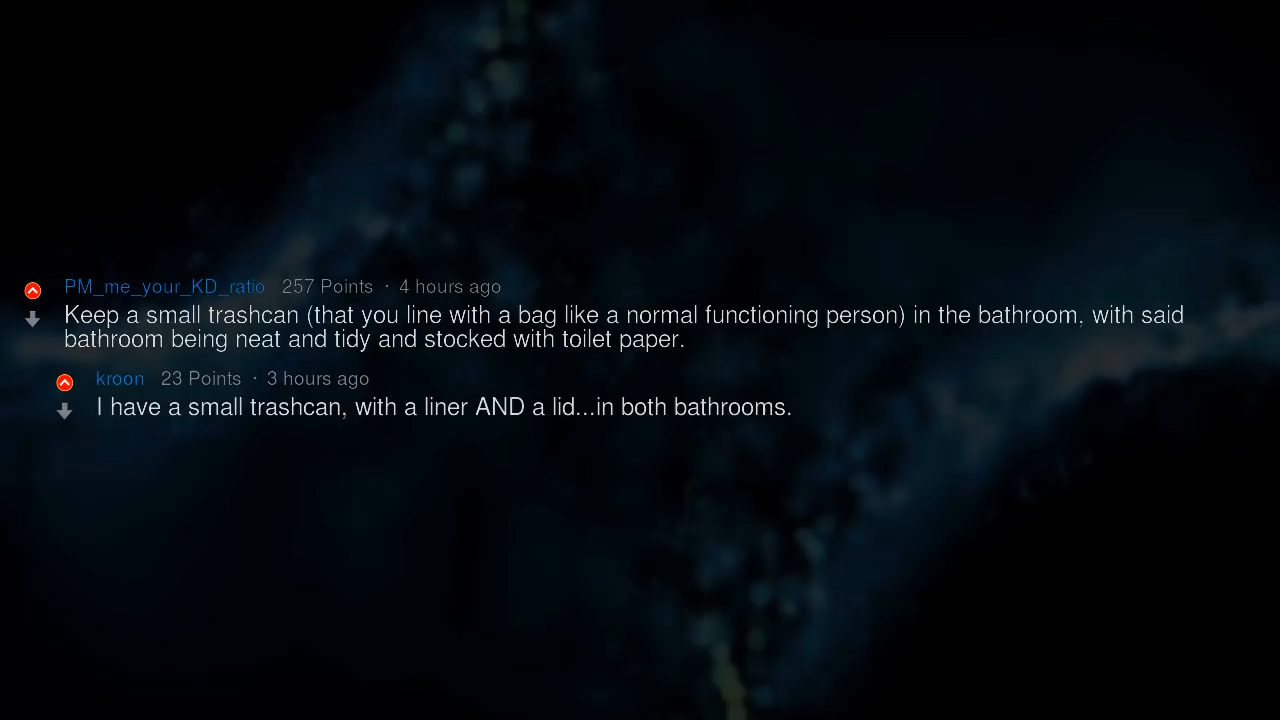 PM_me_your_KD_ratio 257 Points · 4 hours ago
Keep a small trashcan (that you line with a bag like a normal functioning person) in the bathroom, with said
bathroom being neat and tidy and stocked with toilet paper.
kroon 23 Points · 3 hours ago
I have a small trashcan, with a liner AND a lid...in both bathrooms.